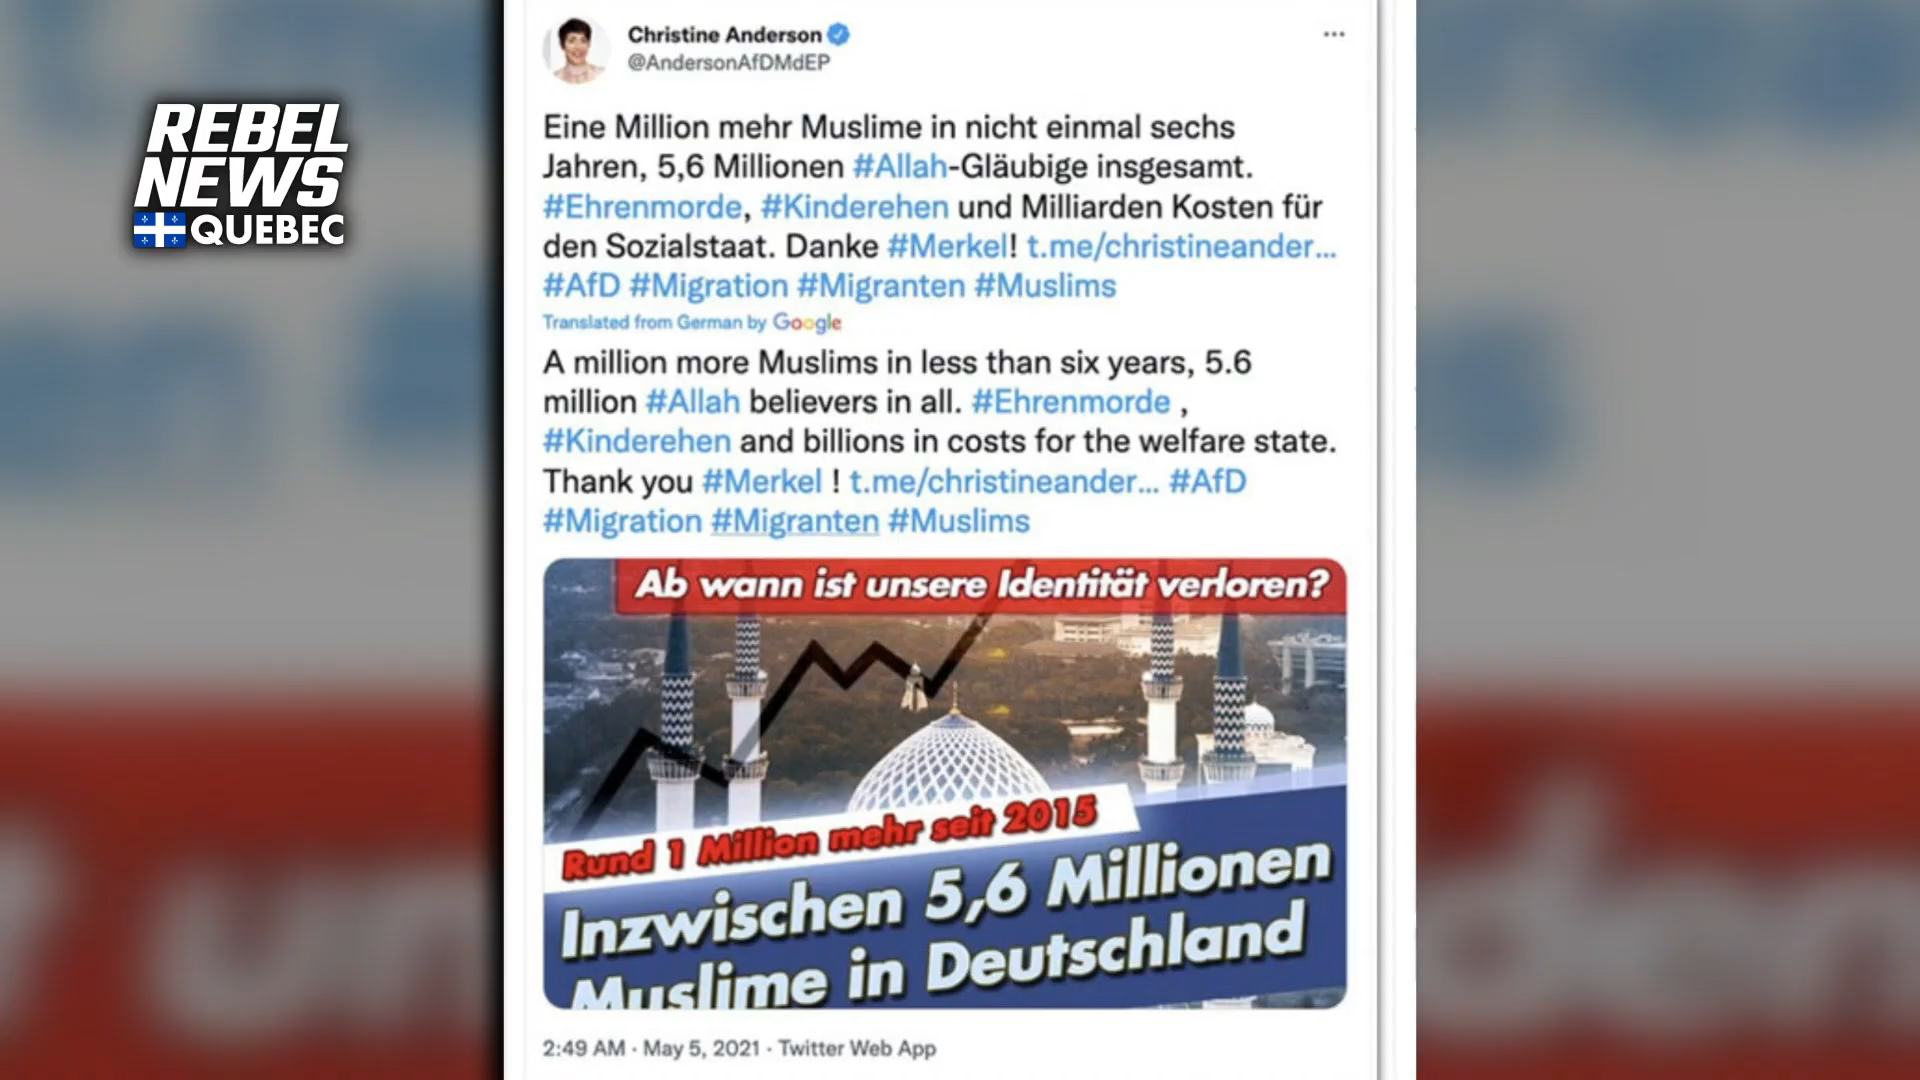 REBEL
NEWS
QUEBEC
Christine Anderson
@AndersonAfDMdEP
Eine Million mehr Muslime in nicht einmal sechs
Jahren, 5,6 Millionen #Allah-Gläubige insgesamt.
#Ehrenmorde, #Kinderehen und Milliarden Kosten für
den Sozialstaat. Danke #Merkel! t.me/christineander...
#AfD #Migration #Migranten #Muslims
Translated from German by Google
A million more Muslims in less than six years, 5.6
million #Allah believers in all. #Ehrenmorde ,
#Kinderehen and billions in costs for the welfare state.
Thank you #Merkel ! t.me/christineander... #AfD
#Migration #Migranten #Muslims
Ab wann ist unsere Identität verloren?
Rund 1 Million mehr seit 2015
Inzwischen 5,6 Millionen
Muslime in Deutschland
2:49 AM · May 5, 2021 · Twitter Web App